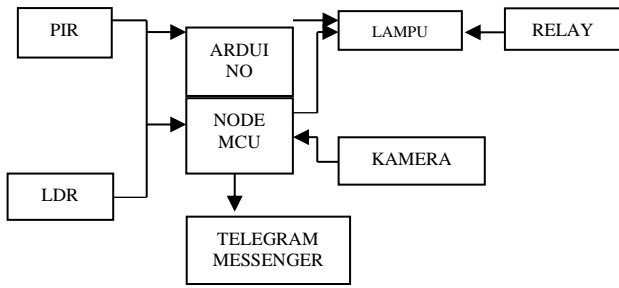 PIR
ARDUI
NO
LAMPU
RELAY
NODE
MCU
KAMERA
LDR
TELEGRAM
MESSENGER